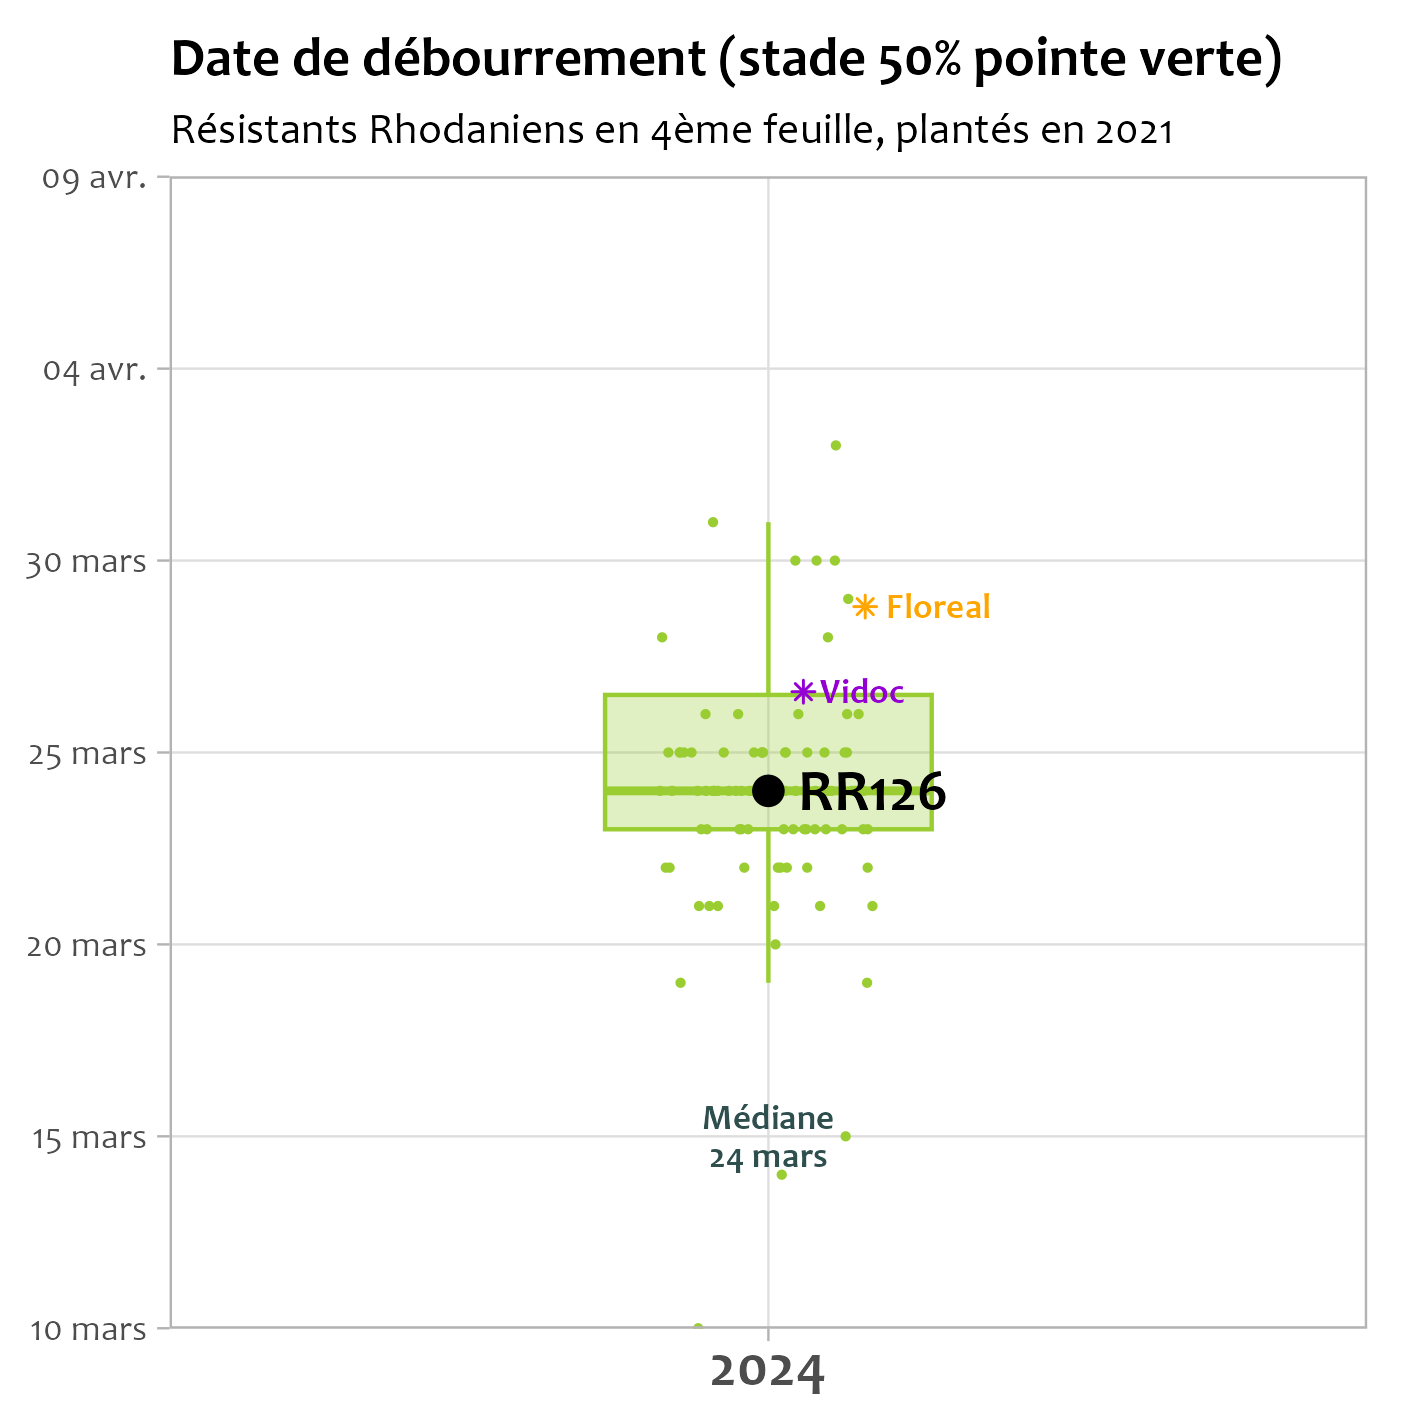 Date de débourrement (stade 50% pointe verte)
Résistants Rhodaniens en 4ème feuille, plantés en 2021
09 avr.
04 avr.
30 mars
Floreal
Vidoc
25 mars
RR126
20 mars
Médiane
15 mars
24 mars
10 mars
2024